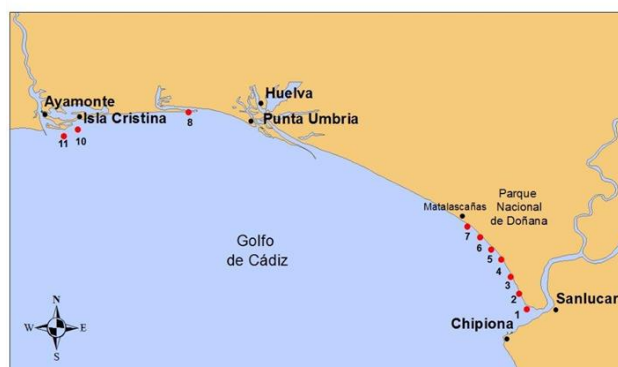 Huelva
Ayamonte
Isla Cristina
Punta Umbria
8
10
11
Parque
Nacional
de Doñana
Matalascañas
7
6
5
4
3
2
1
Golfo
de Cádiz
Sanlucar
Chipiona
N
W
E
S